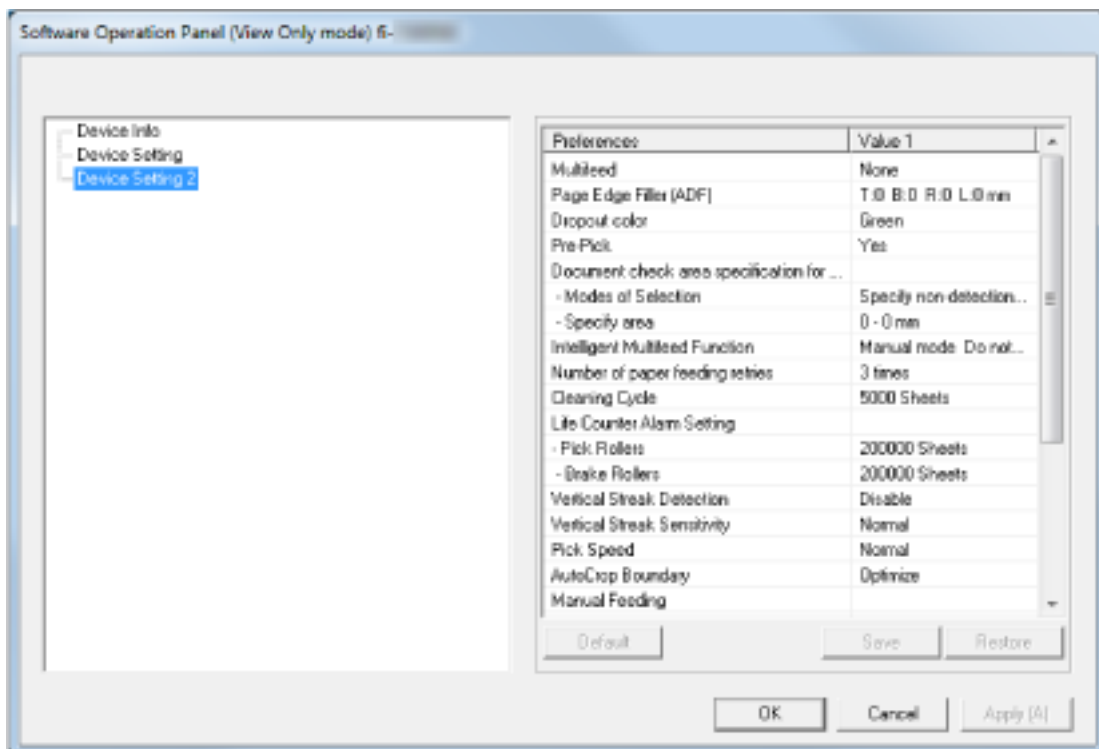 Software Operation Panel (View Only mode) fi-
Device Info
Device Setting
Device Setting 2
Preferences Value 1
Multifeed None
Page Edge Filler (ADF) T:0 B:0 R:0 L:0 mm
Dropout color Green
Pre-Pick Yes
Document check area specification for ...
- Modes of Selection Specify non-detection...
- Specify area 0 - 0 mm
Intelligent Multifeed Function Manual mode Do not...
Number of paper feeding retries 3 times
Cleaning Cycle 5000 Sheets
Life Counter Alarm Setting
- Pick Rollers 200000 Sheets
- Brake Rollers 200000 Sheets
Vertical Streak Detection Disable
Vertical Streak Sensitivity Normal
Pick Speed Normal
AutoCrop Boundary Optimize
Manual Feeding
Default Save Restore
OK Cancel Apply (A)